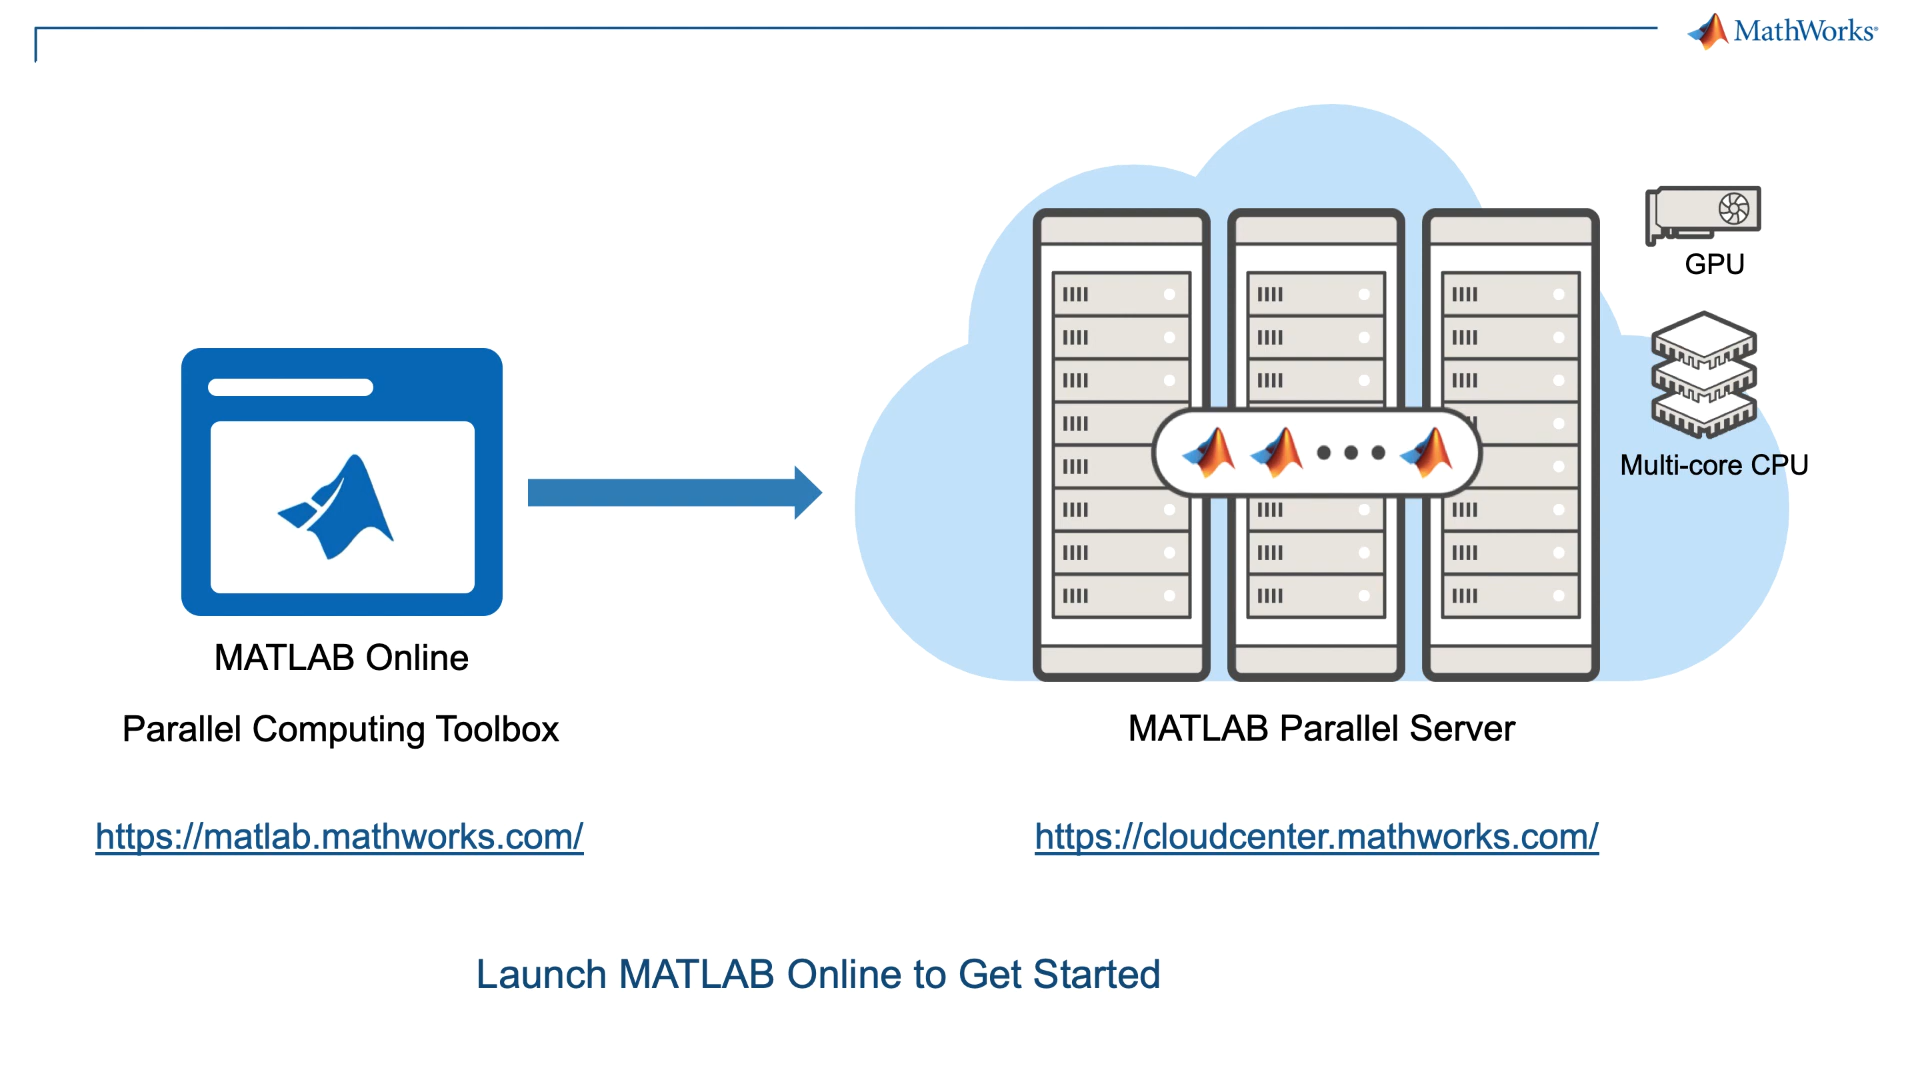 MathWorks®
GPU
Multi-core CPU
MATLAB Online
Parallel Computing Toolbox
MATLAB Parallel Server
https://matlab.mathworks.com/
https://cloudcenter.mathworks.com/
Launch MATLAB Online to Get Started